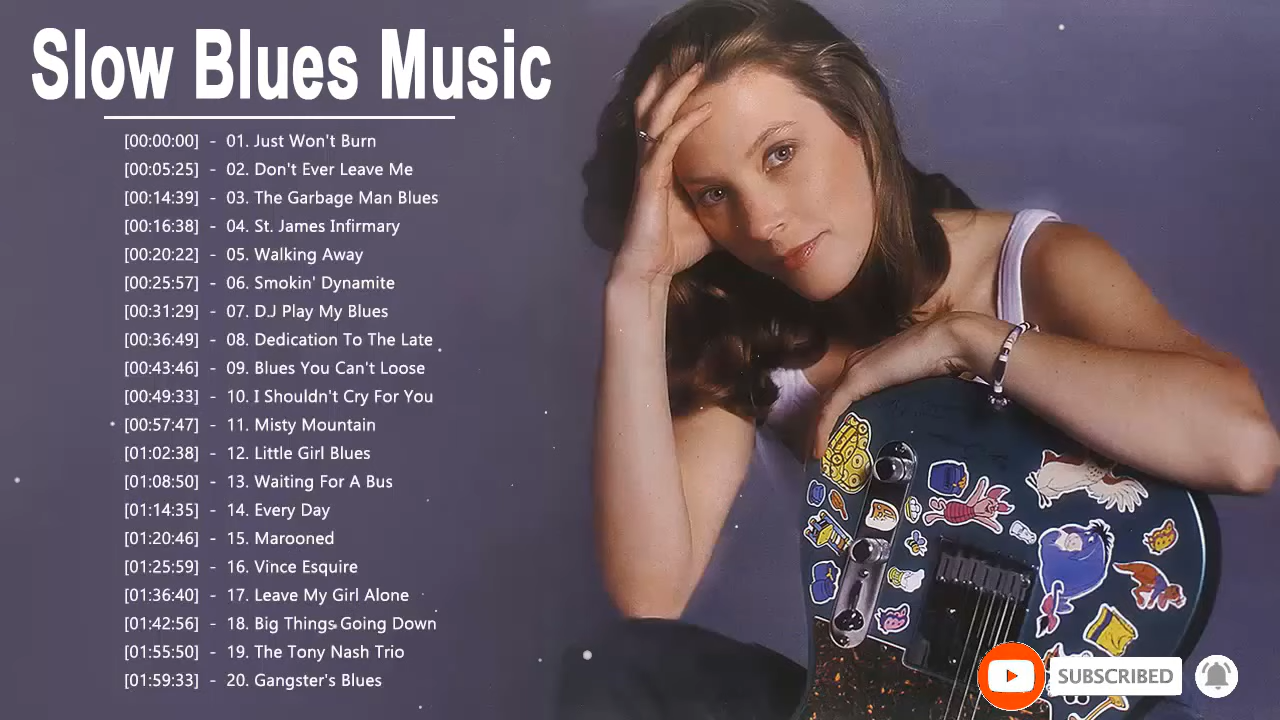 Slow Blues Music
[00:00:00] - 01. Just Won't Burn
[00:05:25] - 02. Don't Ever Leave Me
[00:14:39] - 03. The Garbage Man Blues
[00:16:38] - 04. St. James Infirmary
[00:20:22] - 05. Walking Away
[00:25:57] - 06. Smokin' Dynamite
[00:31:29] - 07. D.J Play My Blues
[00:36:49] - 08. Dedication To The Late
[00:43:46] - 09. Blues You Can't Loose
[00:49:33] - 10. I Shouldn't Cry For You
[00:57:47] - 11. Misty Mountain
[01:02:38] - 12. Little Girl Blues
[01:08:50] - 13. Waiting For A Bus
[01:14:35] - 14. Every Day
[01:20:46] - 15. Marooned
[01:25:59] - 16. Vince Esquire
[01:36:40] - 17. Leave My Girl Alone
[01:42:56] - 18. Big Things Going Down
[01:55:50] - 19. The Tony Nash Trio
[01:59:33] - 20. Gangster's Blues
SUBSCRIBED